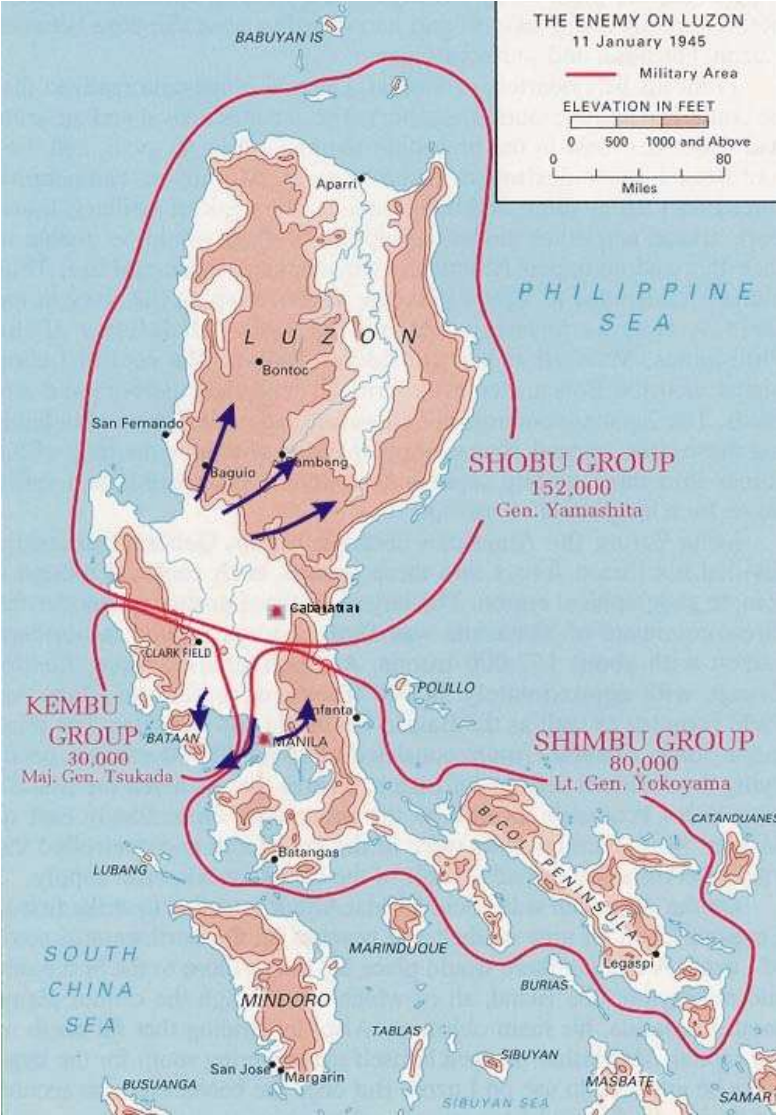 THE ENEMY ON LUZON
11 January 1945
Military Area
ELEVATION IN FEET
0 500 1000 and Above
0 80
Miles
BABUYAN IS
Aparri
PHILIPPINE
SEA
LUZON
Bontoc
San Fernando
Baguio
Bambang
SHOBU GROUP
152,000
Gen. Yamashita
Cabanatuan
CLARK FIELD
POLILLO
KEMBU
GROUP
30,000
Maj. Gen. Tsukada
BATAAN
Infanta
MANILA
SHIMBU GROUP
80,000
Lt. Gen. Yokoyama
CATANDUANES
BICOL PENINSULA
Batangas
LUBANG
MARINDUQUE
Legaspi
SOUTH
CHINA
SEA
MINDORO
BURIAS
TABLAS
SIBUYAN
San Jose
Margarin
BUSUANGA
MASBATE
SIBUYAN SEA
SAMAR